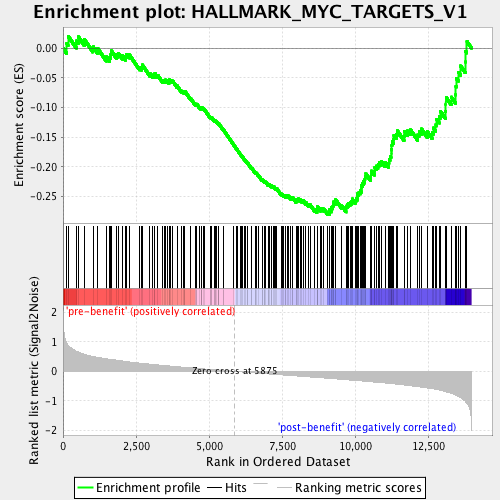 Enrichment plot: HALLMARK_MYC_TARGETS_V1
Enrichment score (ES)
0.00
-0.05
-0.10
-0.15
-0.20
-0.25
'pre-benefit' (positively correlated)
Ranked list metric (Signal2Noise)
2
1
0
-1
-2
Zero cross at 5875
'post-benefit' (negatively correlated)
0
2,500
5,000
7,500
10,000
12,500
Rank in Ordered Dataset
Enrichment profile
Hits
Ranking metric scores